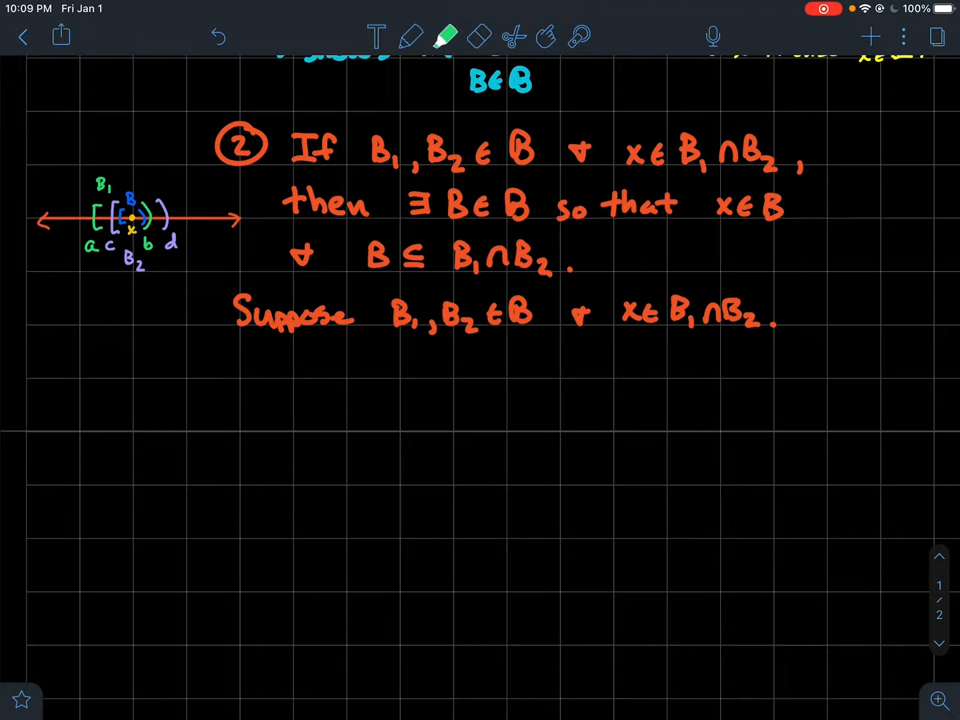 10:09 PM Fri Jan 1
100%
B ∈ 𝔹
② If B₁, B₂ ∈ 𝔹 & x ∈ B₁ ∩ B₂,
then ∃ B ∈ 𝔹 so that x ∈ B
& B ⊆ B₁ ∩ B₂.
Suppose B₁, B₂ ∈ 𝔹 & x ∈ B₁ ∩ B₂.
B₁
B
[ [ [ ) ) )
x
a c b d
B₂
T
1
/
2